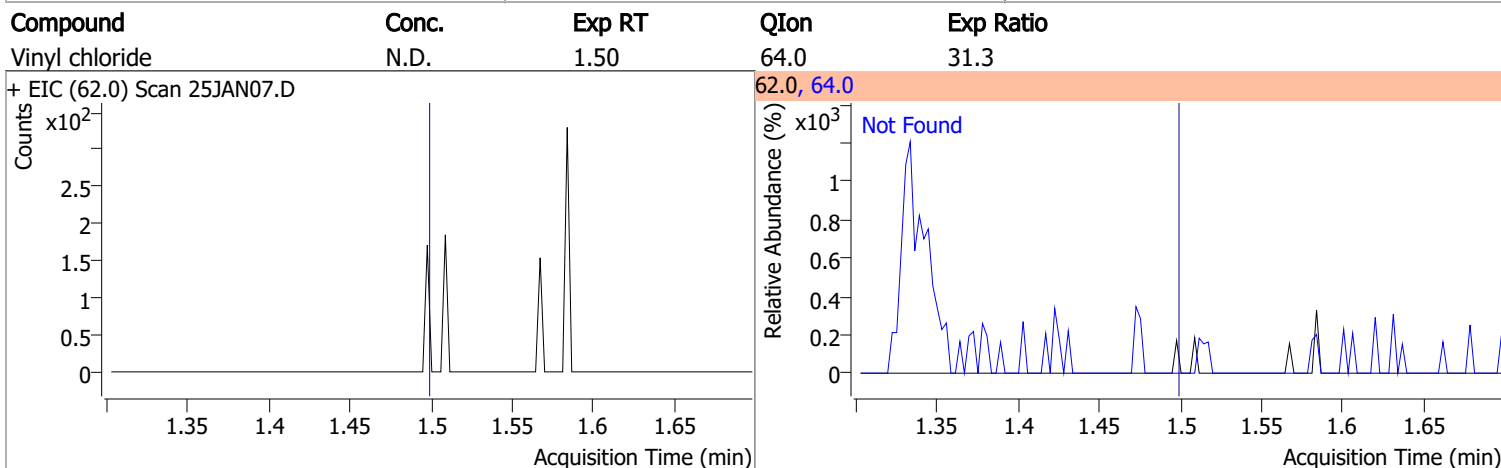 Compound Conc. Exp RT QIon Exp Ratio
Vinyl chloride N.D. 1.50 64.0 31.3
+ EIC (62.0) Scan 25JAN07.D
Counts
x10²
2.5
2
1.5
1
0.5
0
1.35 1.4 1.45 1.5 1.55 1.6 1.65
Acquisition Time (min)
62.0, 64.0
Relative Abundance (%)
x10³
Not Found
1
0.8
0.6
0.4
0.2
0
1.35 1.4 1.45 1.5 1.55 1.6 1.65
Acquisition Time (min)